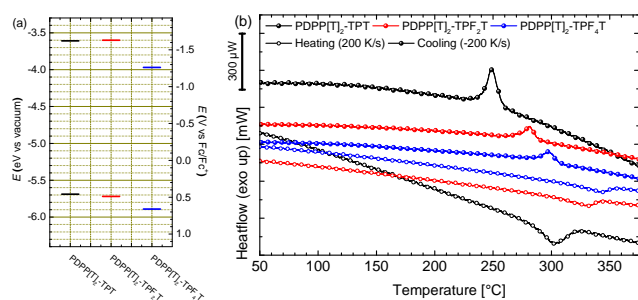 (a)
-3.5
-4.0
-4.5
-5.0
-5.5
-6.0
E (eV vs vacuum)
-1.5
-1.0
-0.5
0.0
0.5
1.0
E (V vs Fc/Fc⁺)
PDPP[T]₂-TPT
PDPP[T]₂-TPF₂T
PDPP[T]₂-TPF₄T
(b)
PDPP[T]₂-TPT PDPP[T]₂-TPF₂T PDPP[T]₂-TPF₄T
Heating (200 K/s) Cooling (-200 K/s)
300 µW
Heatflow (exo up) [mW]
50 100 150 200 250 300 350
Temperature [°C]